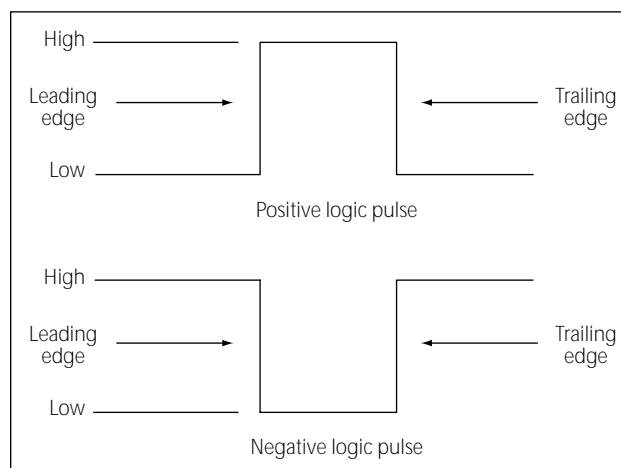 High
Leading
edge
Trailing
edge
Low
Positive logic pulse
High
Leading
edge
Trailing
edge
Low
Negative logic pulse